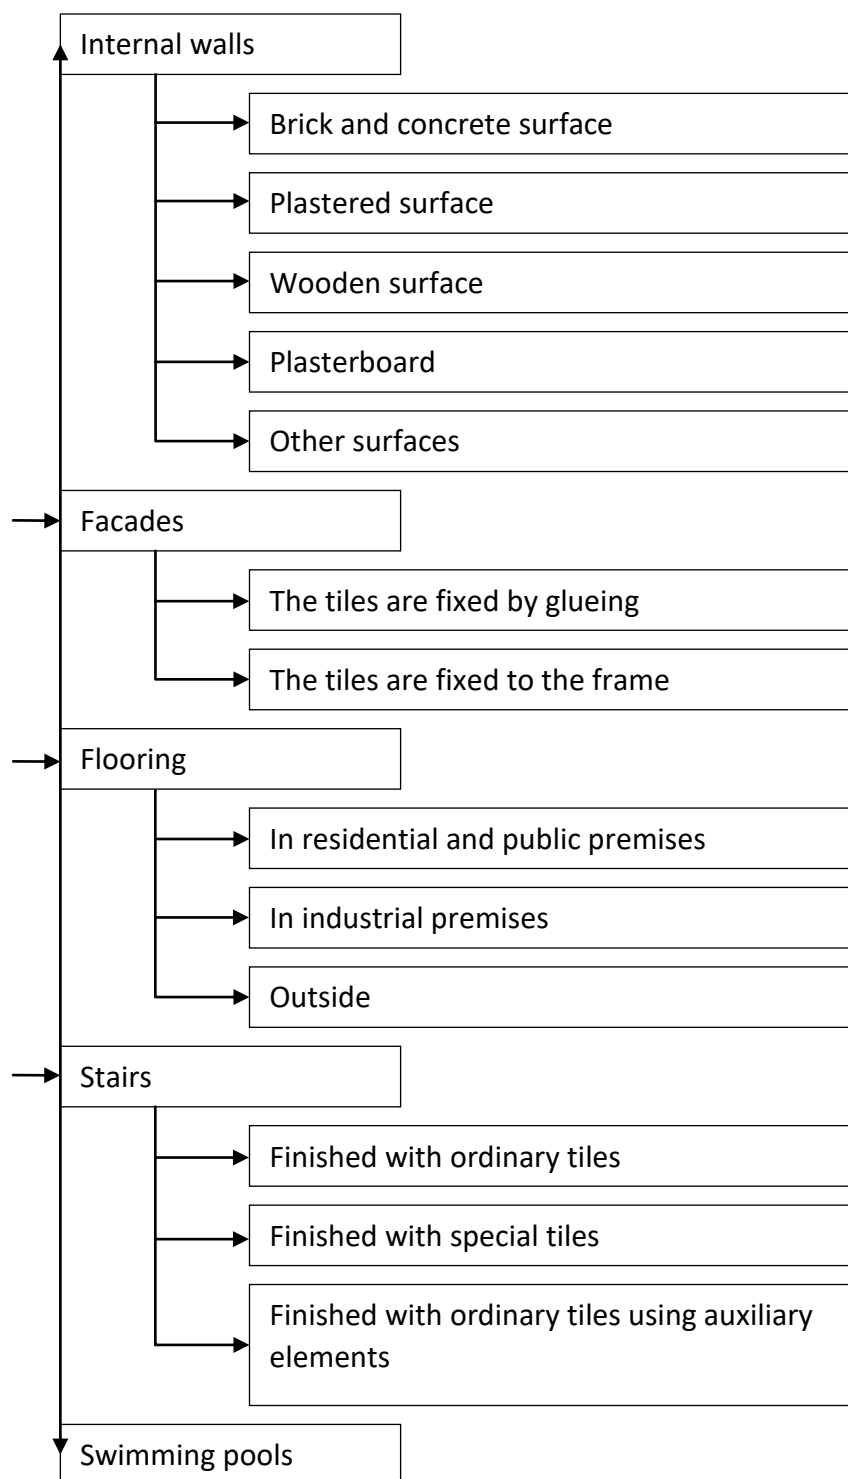 Internal walls
Brick and concrete surface
Plastered surface
Wooden surface
Plasterboard
Other surfaces
Facades
The tiles are fixed by glueing
The tiles are fixed to the frame
Flooring
In residential and public premises
In industrial premises
Outside
Stairs
Finished with ordinary tiles
Finished with special tiles
Finished with ordinary tiles using auxiliary
elements
Swimming pools